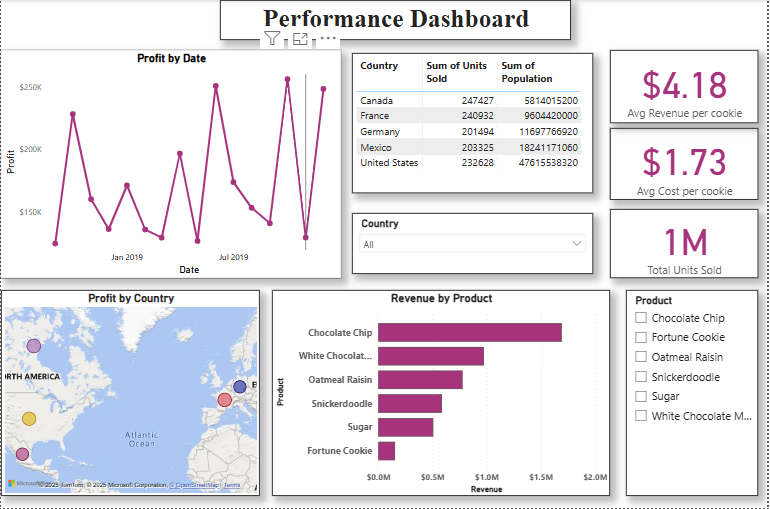 Performance Dashboard
Profit by Date
Profit
$250K
$200K
$150K
Jan 2019 Jul 2019
Date
Country Sum of Units Sold Sum of Population
Canada 247427 5814015200
France 240932 9604420000
Germany 201494 11697766920
Mexico 203325 18241171060
United States 232628 47615538320
Country
All
$4.18
Avg Revenue per cookie
$1.73
Avg Cost per cookie
1M
Total Units Sold
Profit by Country
RTH AMERICA
E
Atlantic
Ocean
Microsoft © 2025 TomTom, © 2025 Microsoft Corporation, © OpenStreetMap Terms
Revenue by Product
Product
Chocolate Chip
White Chocolat...
Oatmeal Raisin
Snickerdoodle
Sugar
Fortune Cookie
$0.0M $0.5M $1.0M $1.5M $2.0M
Revenue
Product
Chocolate Chip
Fortune Cookie
Oatmeal Raisin
Snickerdoodle
Sugar
White Chocolate M...